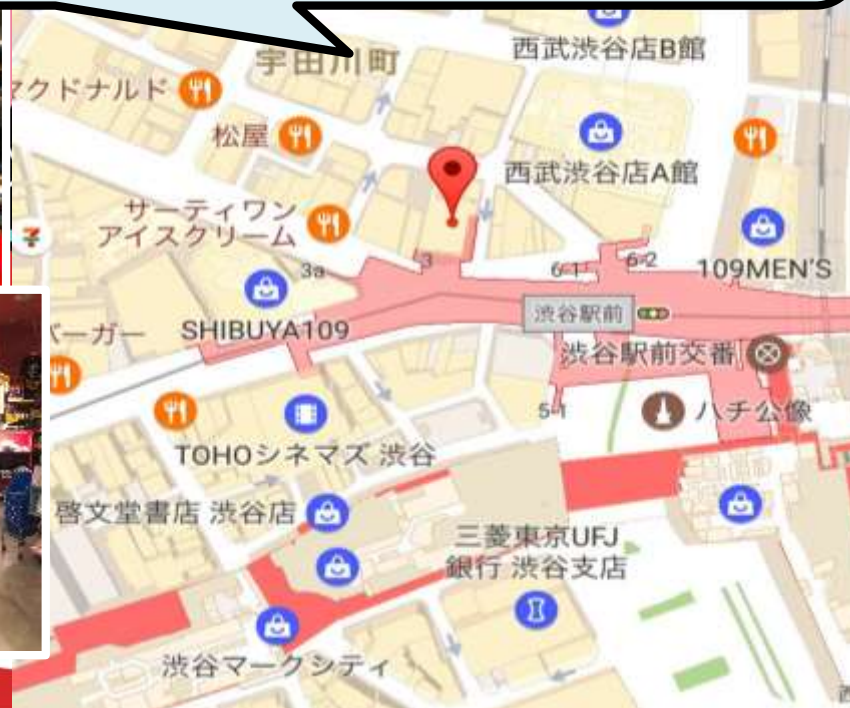 宇田川町
西武渋谷店B館
マクドナルド
松屋
西武渋谷店A館
サーティワン
アイスクリーム
3a
3
6-1
6-2
109MEN'S
SHIBUYA109
渋谷駅前
バーガー
渋谷駅前交番
5-1
ハチ公像
TOHOシネマズ 渋谷
啓文堂書店 渋谷店
三菱東京UFJ
銀行 渋谷支店
渋谷マークシティ